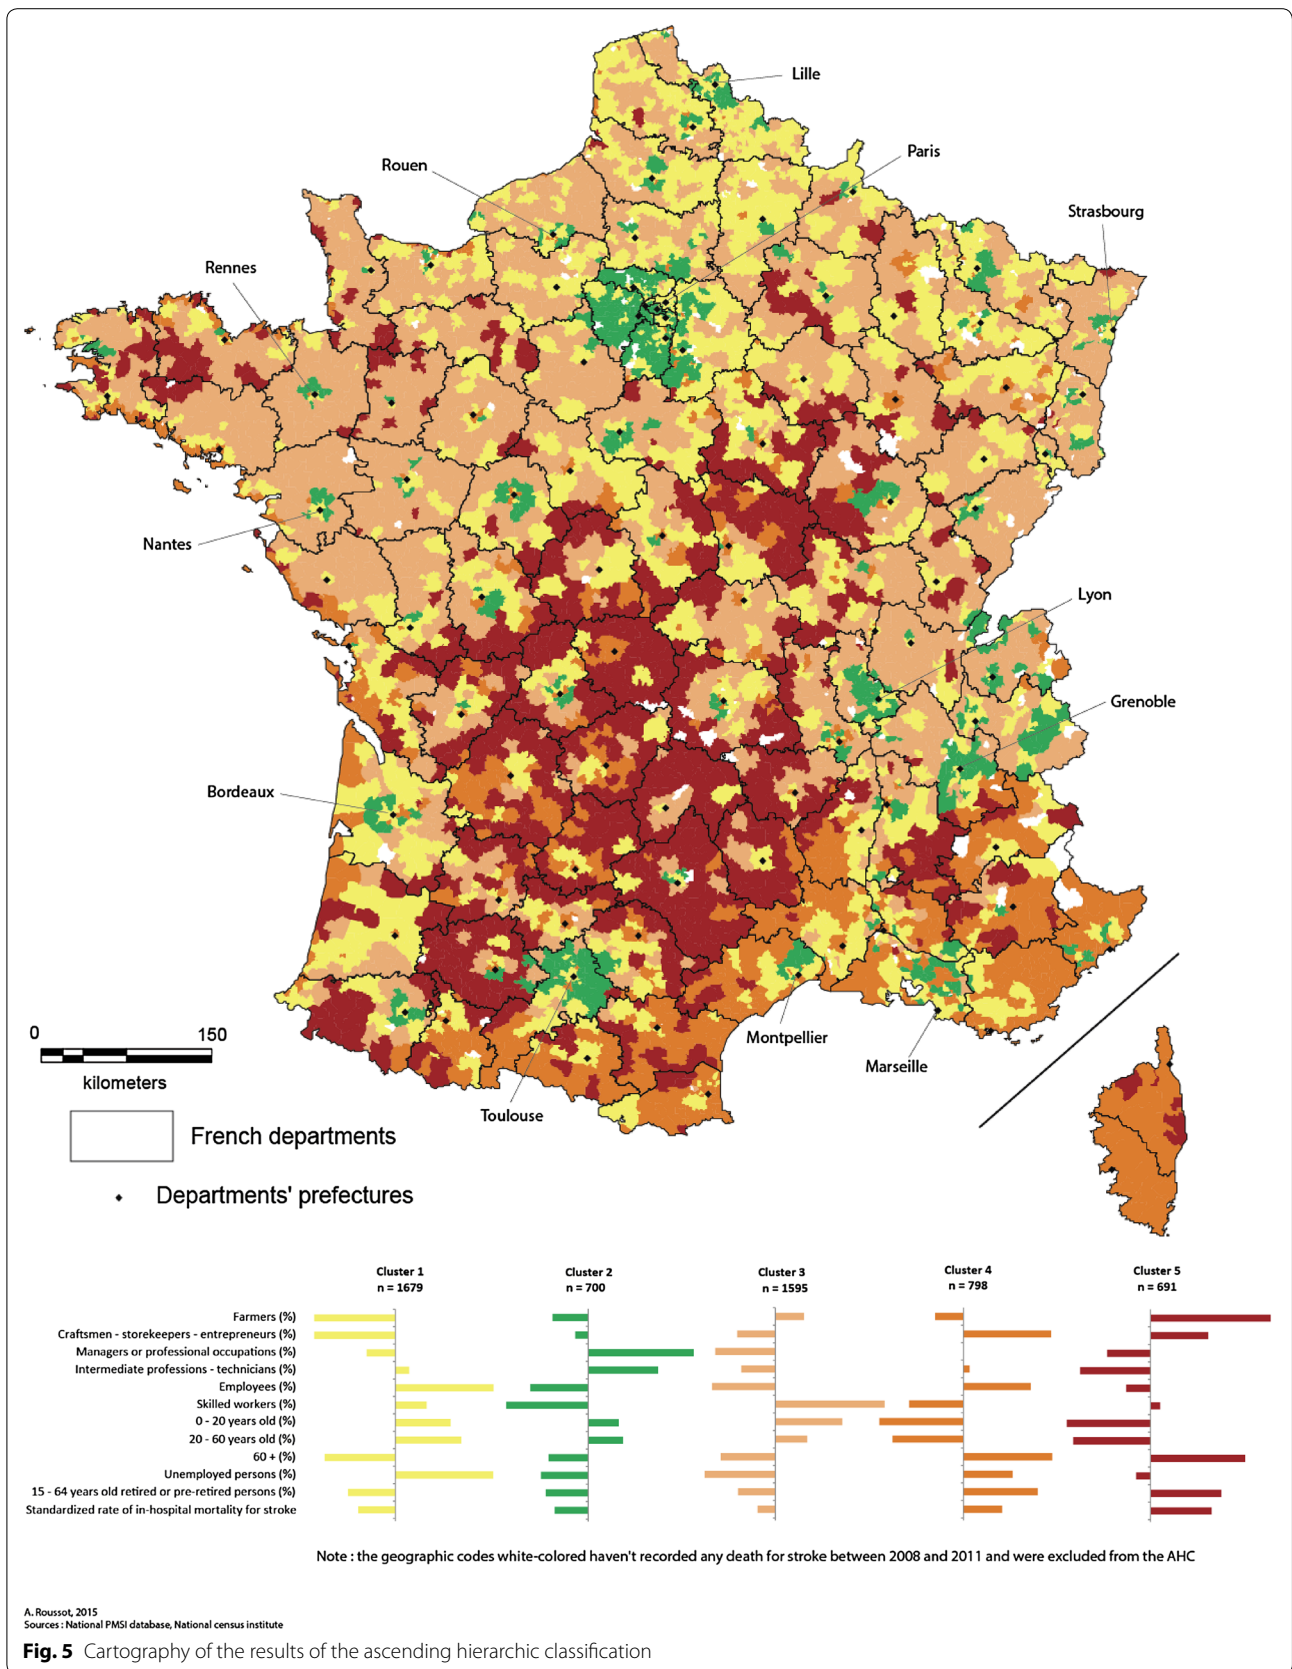 Lille
Paris
Rouen
Strasbourg
Rennes
Nantes
Lyon
Grenoble
Bordeaux
0 150
kilometers
Montpellier
Marseille
Toulouse
French departments
Departments' prefectures
Cluster 1 Cluster 2 Cluster 3 Cluster 4 Cluster 5
n = 1679 n = 700 n = 1595 n = 798 n = 691
Farmers (%)
Craftsmen - storekeepers - entrepreneurs (%)
Managers or professional occupations (%)
Intermediate professions - technicians (%)
Employees (%)
Skilled workers (%)
0 - 20 years old (%)
20 - 60 years old (%)
60 + (%)
Unemployed persons (%)
15 - 64 years old retired or pre-retired persons (%)
Standardized rate of in-hospital mortality for stroke
Note : the geographic codes white-colored haven't recorded any death for stroke between 2008 and 2011 and were excluded from the AHC
A. Roussot, 2015
Sources : National PMSI database, National census institute
Fig. 5 Cartography of the results of the ascending hierarchic classification